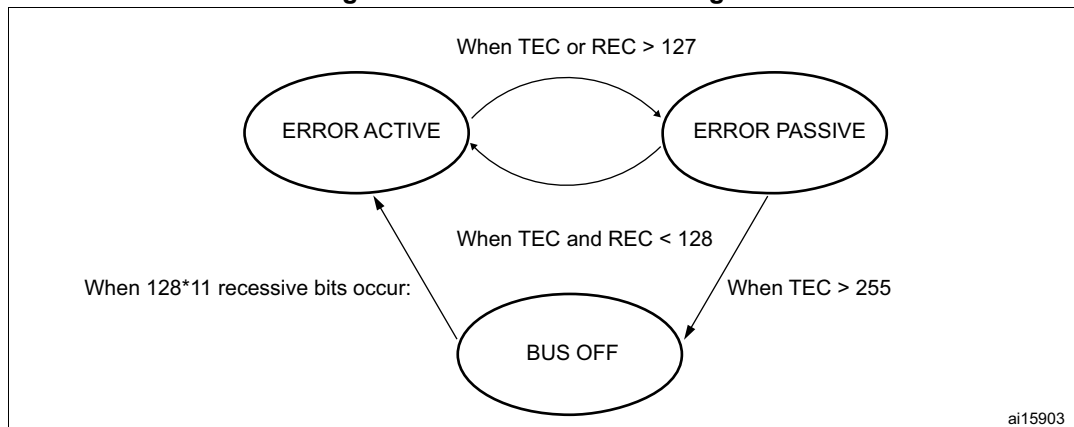 When TEC or REC > 127
ERROR ACTIVE
ERROR PASSIVE
When TEC and REC < 128
When 128*11 recessive bits occur:
When TEC > 255
BUS OFF
ai15903